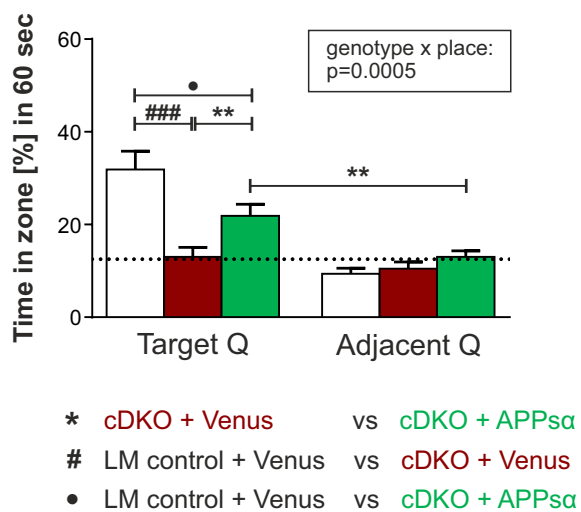 Time in zone [%] in 60 sec
60
40
20
0
genotype x place:
p=0.0005
•
### **
**
Target Q Adjacent Q
* cDKO + Venus vs cDKO + APPsα
# LM control + Venus vs cDKO + Venus
• LM control + Venus vs cDKO + APPsα